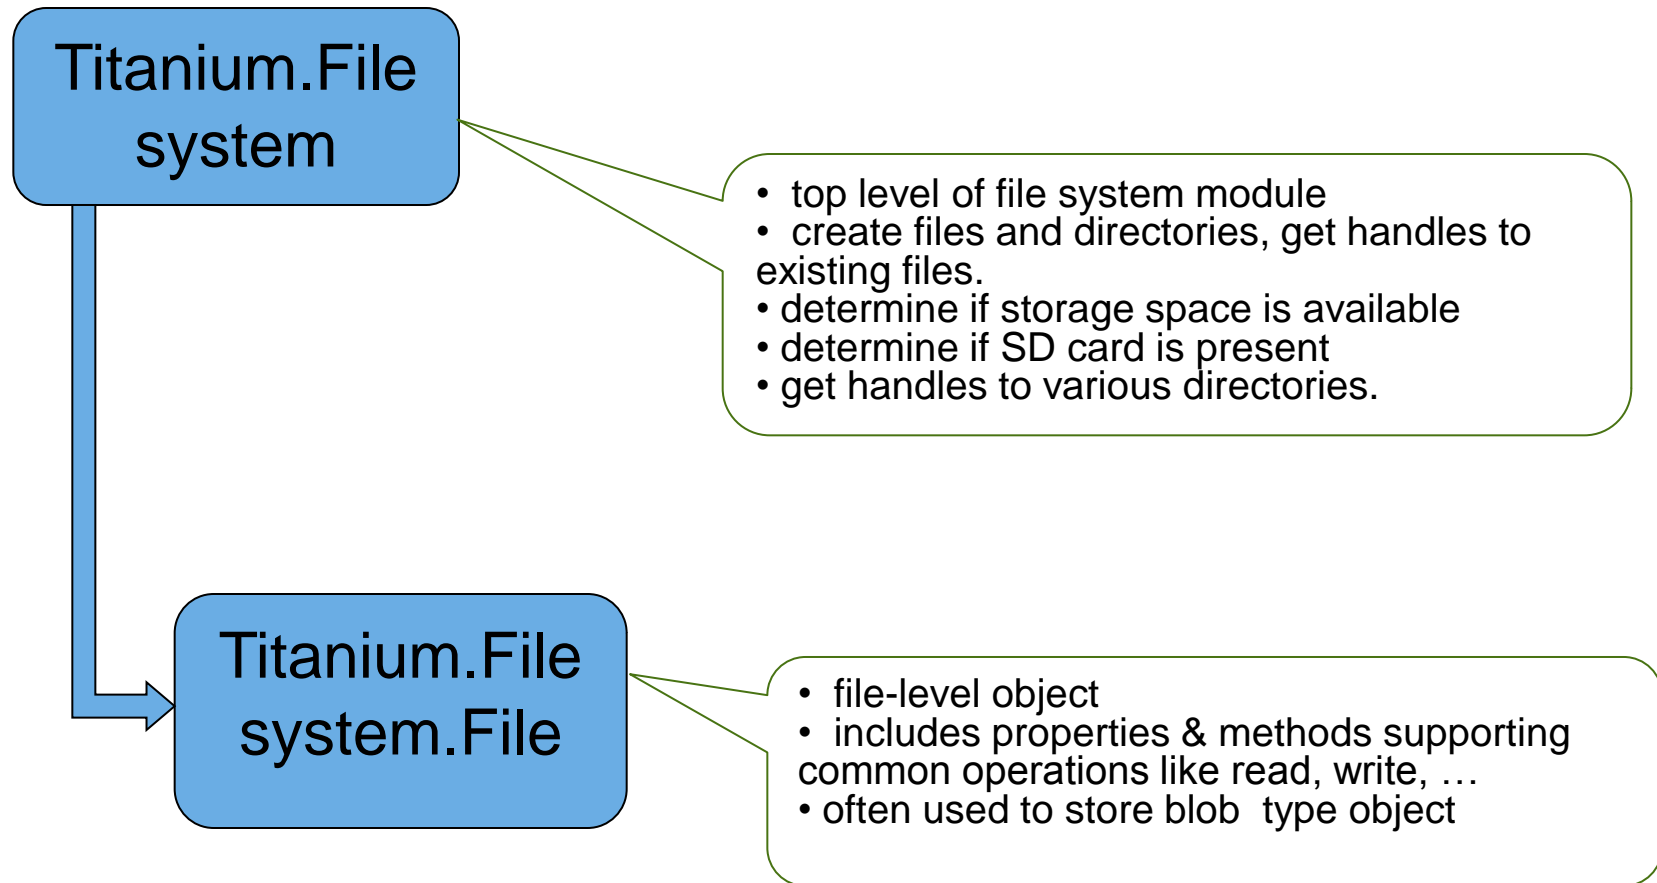 Titanium.File
system
• top level of file system module
• create files and directories, get handles to
existing files.
• determine if storage space is available
• determine if SD card is present
• get handles to various directories.
Titanium.File
system.File
• file-level object
• includes properties & methods supporting
common operations like read, write, …
• often used to store blob type object